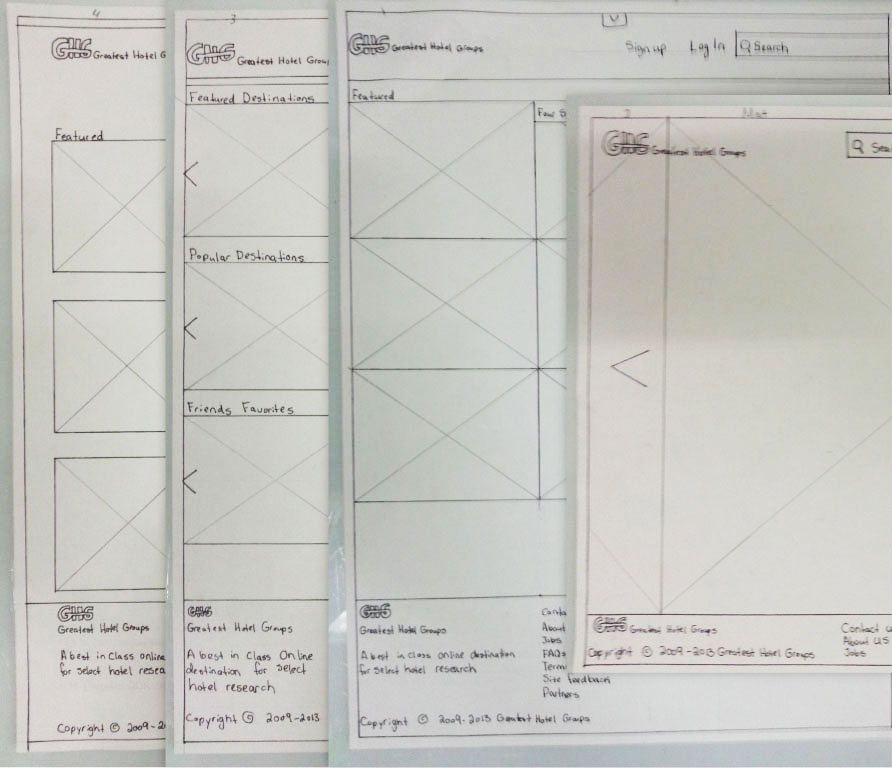 4
GHG Greatest Hotel G
Featured
GHG
Greatest Hotel Groups
A best in Class online
for select hotel resea
Copyright © 2009-2
3
GHG Greatest Hotel Grou
Featured Destinations
Popular Destinations
Friends Favorites
GHG
Greatest Hotel Groups
A best in Class Online
destination for select
hotel research
Copyright © 2009-2013
1
GHG Greatest Hotel Groups
Sign up Log In Search
Featured
Four S
GHG
Greatest Hotel Groups
A best in Class online destination
for select hotel research
Conta
About
Jobs
FAQs
Term
Site feedback
Partners
Copyright © 2009-2013 Greatest Hotel Groups
2
GHG Greatest Hotel Groups
Sea
GHG Greatest Hotel Groups
Copyright © 2009-2013 Greatest Hotel Groups
Contact u
About US
Jobs